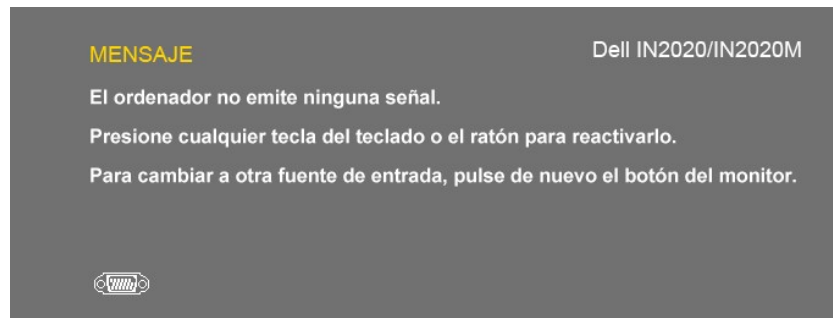 MENSAJE
Dell IN2020/IN2020M
El ordenador no emite ninguna señal.
Presione cualquier tecla del teclado o el ratón para reactivarlo.
Para cambiar a otra fuente de entrada, pulse de nuevo el botón del monitor.